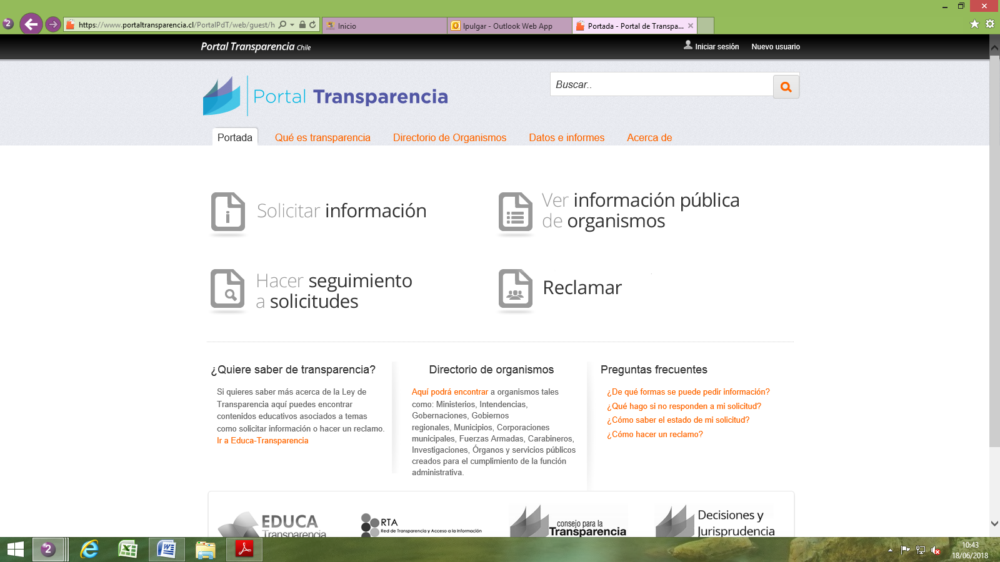 2
https://www.portaltransparencia.cl/PortalPdT/web/guest/h
Inicio
Ipulgar - Outlook Web App
Portada - Portal de Transpa...
Portal Transparencia Chile
Iniciar sesión
Nuevo usuario
Portal Transparencia
Buscar..
Portada
Qué es transparencia
Directorio de Organismos
Datos e informes
Acerca de
Solicitar información
Ver información pública
de organismos
Hacer seguimiento
a solicitudes
Reclamar
¿Quiere saber de transparencia?
Si quieres saber más acerca de la Ley de
Transparencia aquí puedes encontrar
contenidos educativos asociados a temas
como solicitar información o hacer un reclamo.
Ir a Educa-Transparencia
Directorio de organismos
Aquí podrá encontrar a organismos tales
como: Ministerios, Intendencias,
Gobernaciones, Gobiernos
regionales, Municipios, Corporaciones
municipales, Fuerzas Armadas, Carabineros,
Investigaciones, Órganos y servicios públicos
creados para el cumplimiento de la función
administrativa.
Preguntas frecuentes
¿De qué formas se puede pedir información?
¿Qué hago si no responden a mi solicitud?
¿Cómo saber el estado de mi solicitud?
¿Cómo hacer un reclamo?
EDUCA
Transparencia
RTA
Red de Transparencia y Acceso a la Información
consejo para la
Transparencia
Decisiones y
Jurisprudencia
2
10:43
18/06/2018